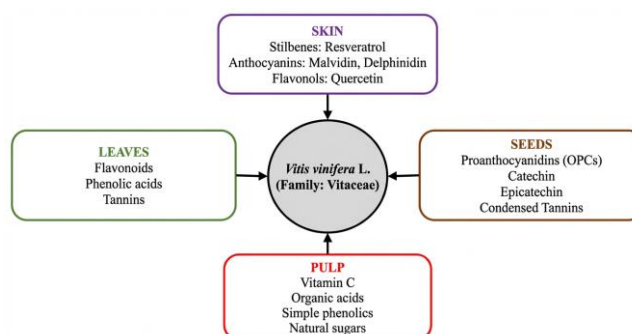 SKIN
Stilbenes: Resveratrol
Anthocyanins: Malvidin, Delphinidin
Flavonols: Quercetin
LEAVES
Flavonoids
Phenolic acids
Tannins
Vitis vinifera L.
(Family: Vitaceae)
SEEDS
Proanthocyanidins (OPCs)
Catechin
Epicatechin
Condensed Tannins
PULP
Vitamin C
Organic acids
Simple phenolics
Natural sugars